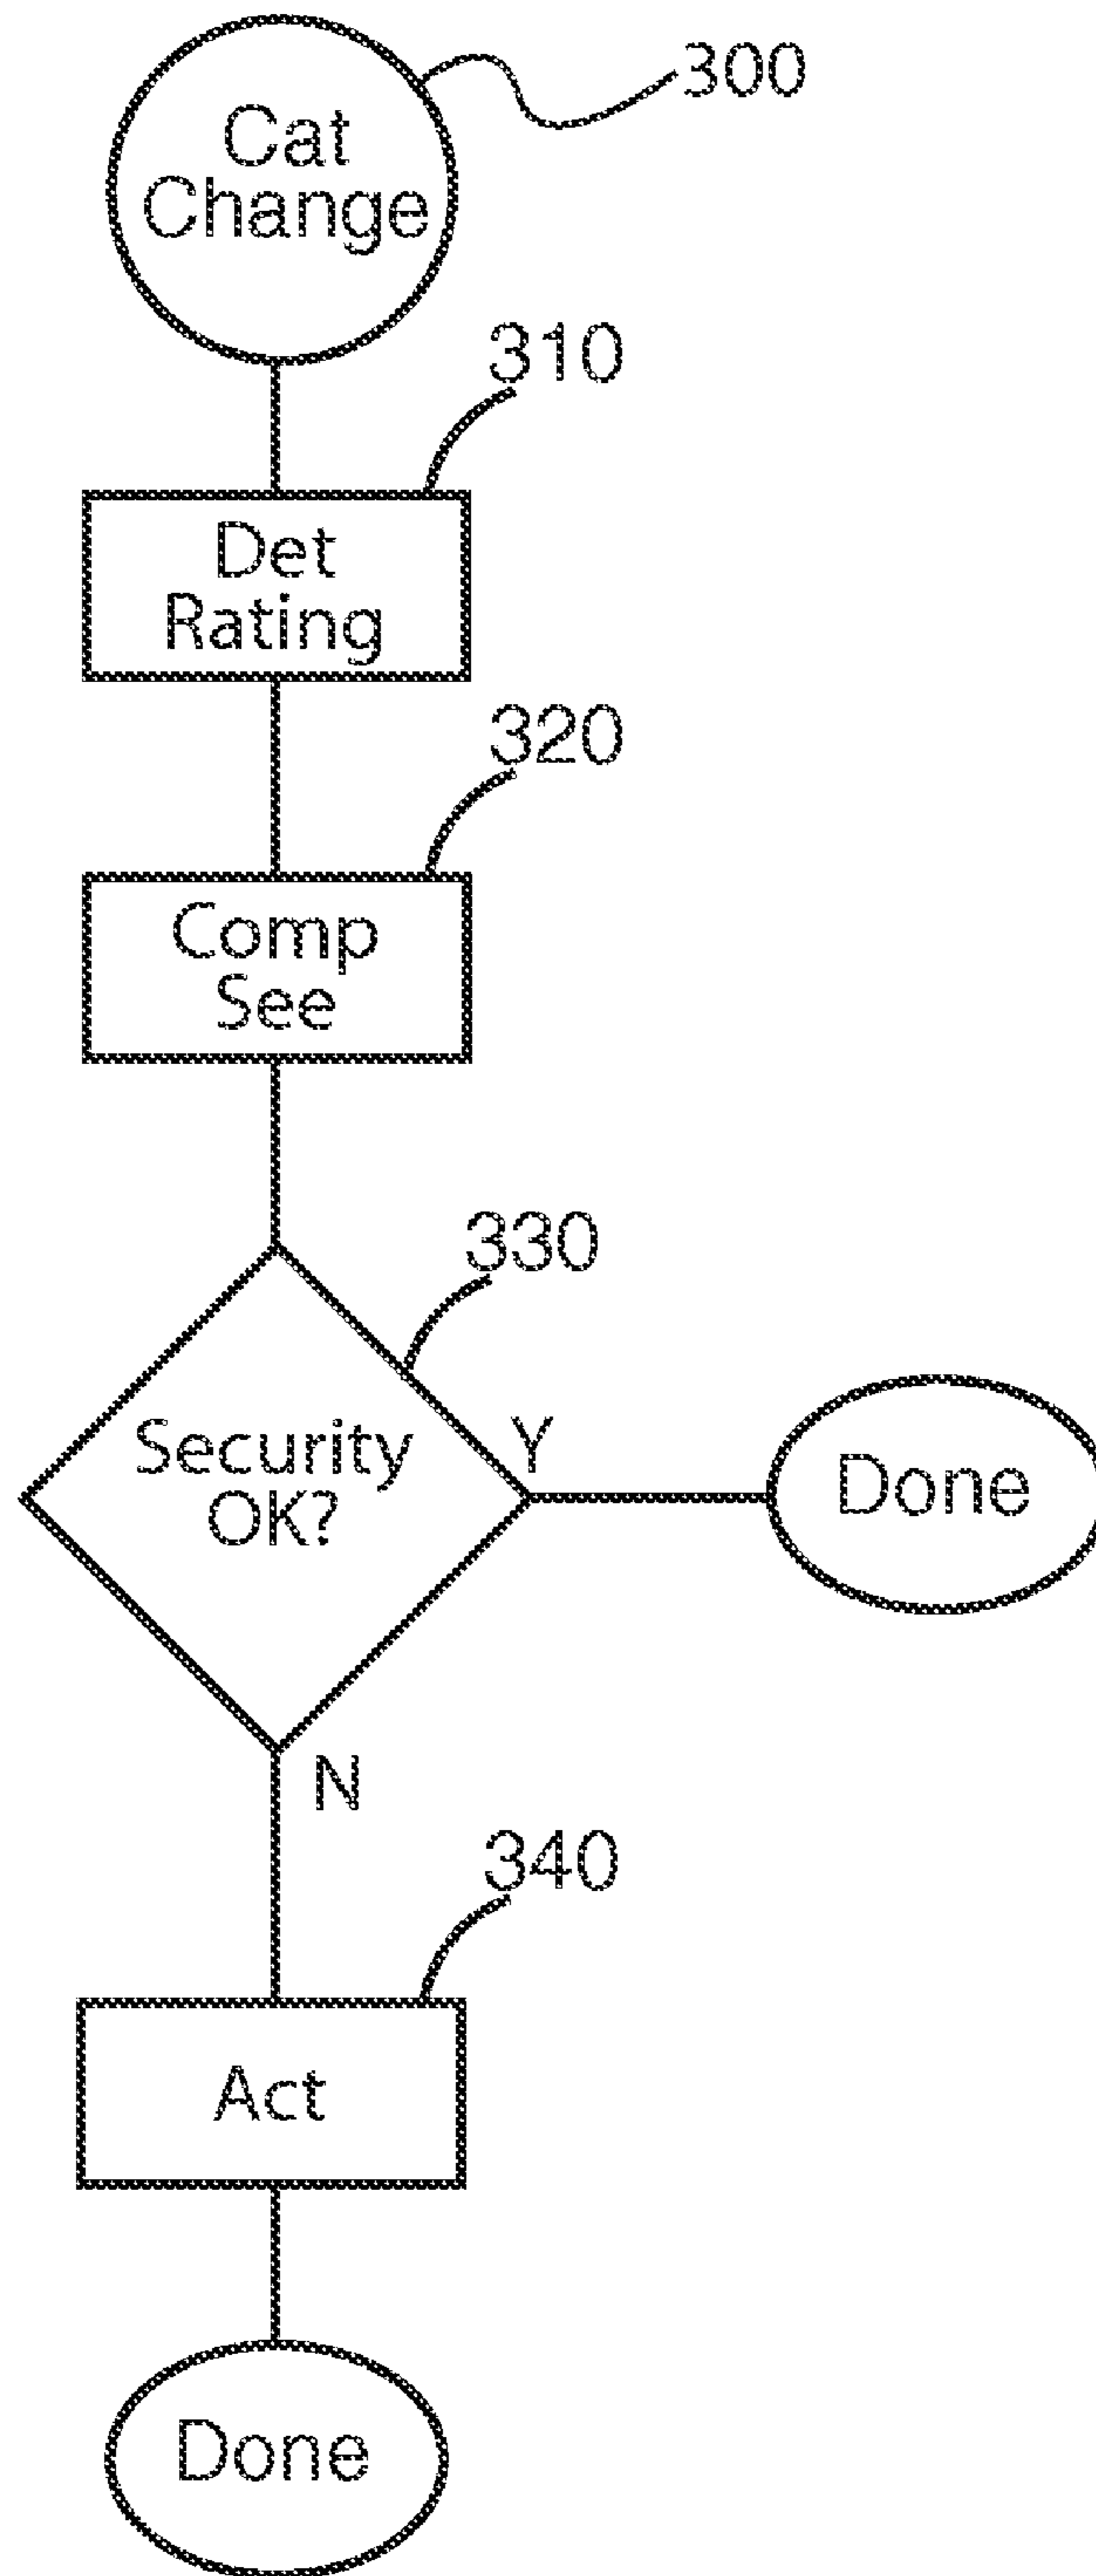 Cat
Change
300
310
Det
Rating
320
Comp
See
330
Security
OK?
Y
Done
N
340
Act
Done